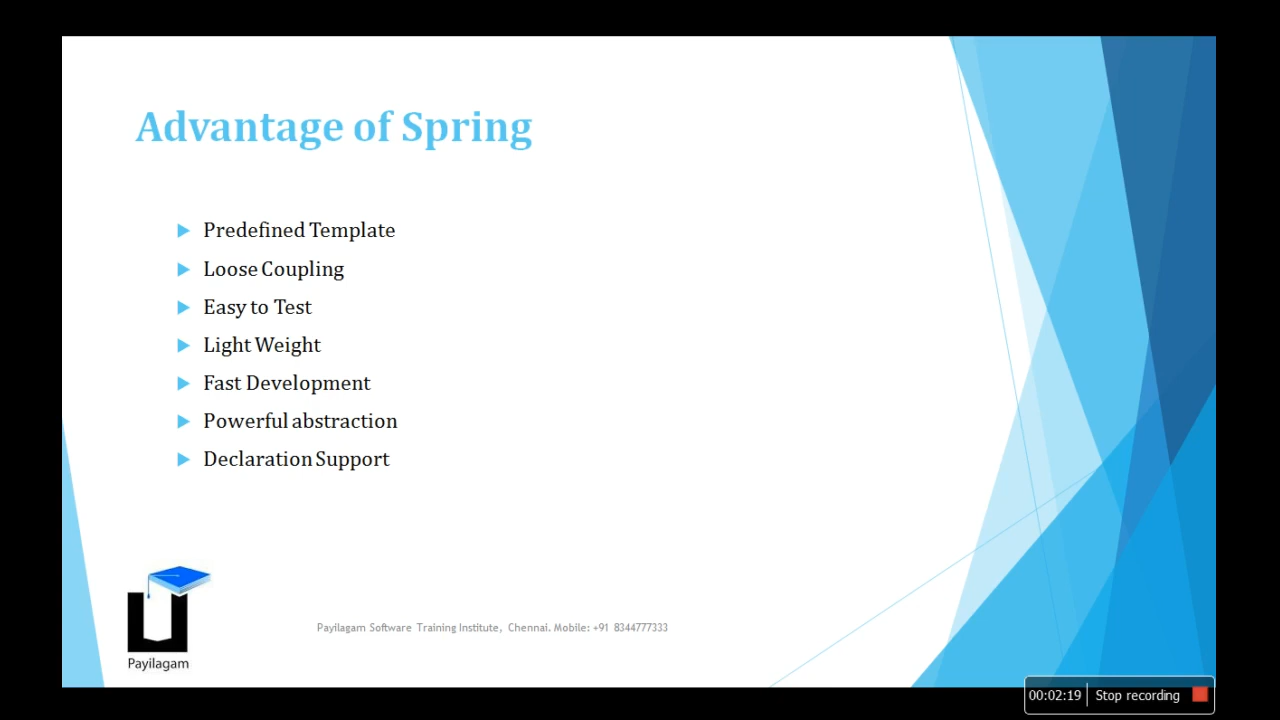 Advantage of Spring
Predefined Template
Loose Coupling
Easy to Test
Light Weight
Fast Development
Powerful abstraction
Declaration Support
Payilagam
Payilagam Software Training Institute, Chennai. Mobile: +91 8344777333
00:02:19 Stop recording